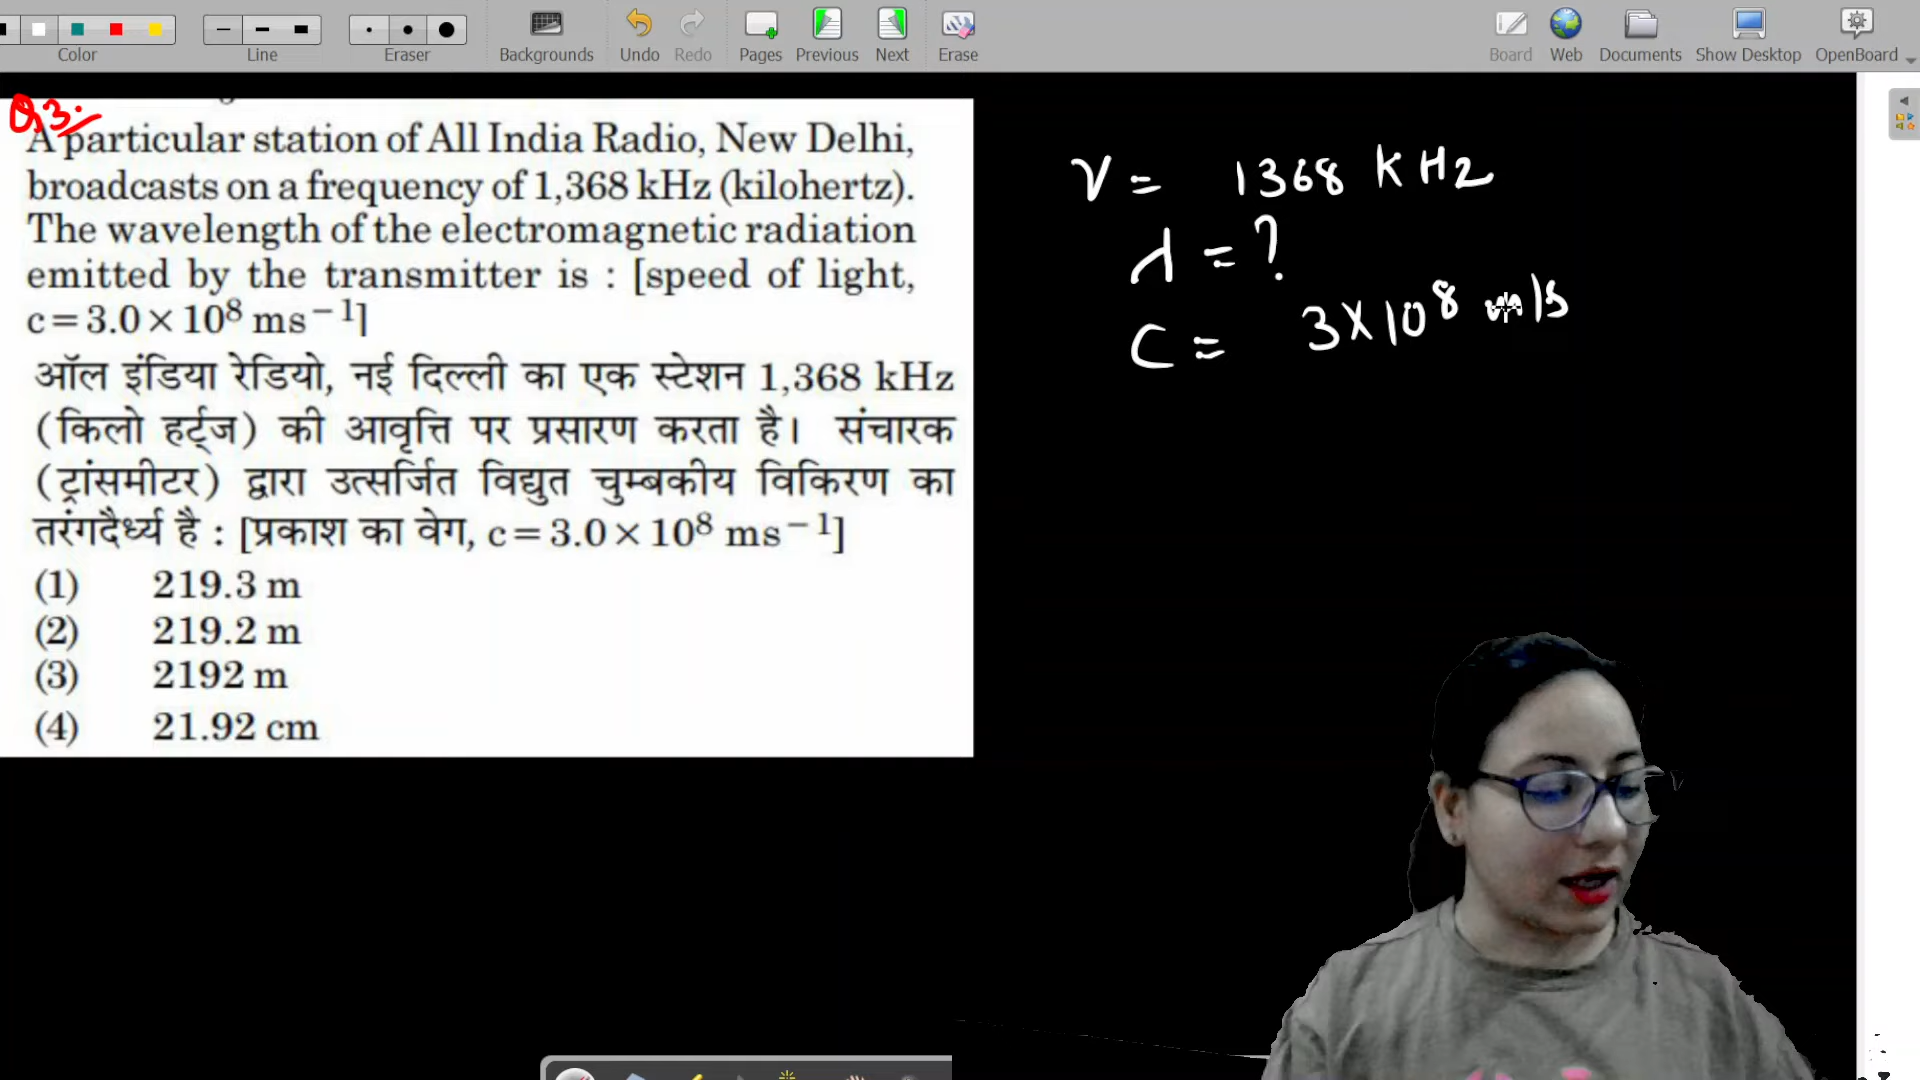 Color
Line
Eraser
Backgrounds
Undo
Redo
Pages
Previous
Next
Erase
Board
Web
Documents
Show Desktop
OpenBoard
Q3.
A particular station of All India Radio, New Delhi,
broadcasts on a frequency of 1,368 kHz (kilohertz).
The wavelength of the electromagnetic radiation
emitted by the transmitter is : [speed of light,
c = 3.0 × 10⁸ ms⁻¹]
ऑल इंडिया रेडियो, नई दिल्ली का एक स्टेशन 1,368 kHz
(किलो हर्ट्ज) की आवृत्ति पर प्रसारण करता है। संचारक
(ट्रांसमीटर) द्वारा उत्सर्जित विद्युत चुम्बकीय विकिरण का
तरंगदैर्ध्य है : [प्रकाश का वेग, c = 3.0 × 10⁸ ms⁻¹]
(1) 219.3 m
(2) 219.2 m
(3) 2192 m
(4) 21.92 cm
ν = 1368 KHz
λ = ?
C = 3×10⁸ m/s